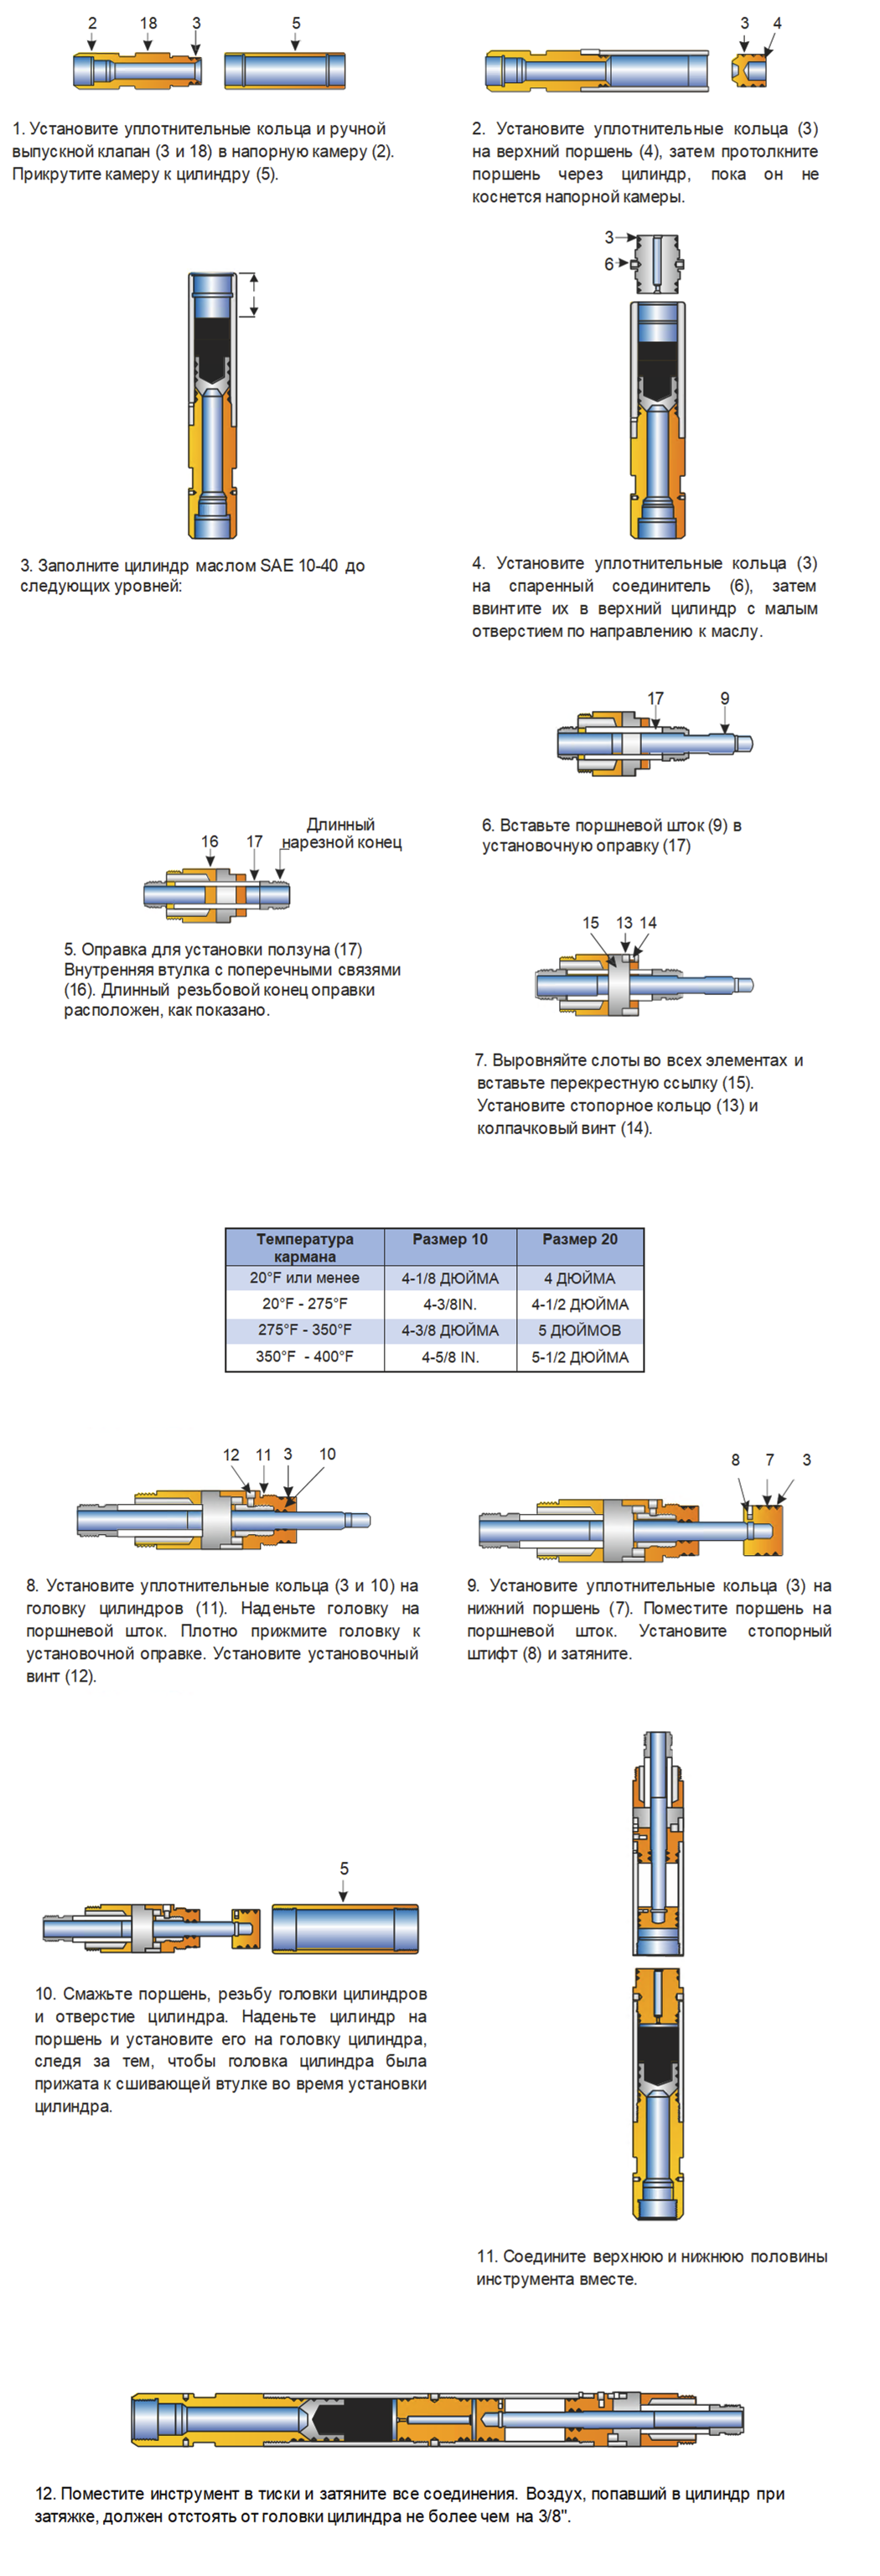 2 18 3 5
3 4
1. Установите уплотнительные кольца и ручной
выпускной клапан (3 и 18) в напорную камеру (2).
Прикрутите камеру к цилиндру (5).
2. Установите уплотнительные кольца (3)
на верхний поршень (4), затем протолкните
поршень через цилиндр, пока он не
коснется напорной камеры.
3
6
3. Заполните цилиндр маслом SAE 10-40 до
следующих уровней:
4. Установите уплотнительные кольца (3)
на спаренный соединитель (6), затем
ввинтите их в верхний цилиндр с малым
отверстием по направлению к маслу.
17 9
6. Вставьте поршневой шток (9) в
установочную оправку (17)
Длинный
16 17 нарезной конец
5. Оправка для установки ползуна (17)
Внутренняя втулка с поперечными связями
(16). Длинный резьбовой конец оправки
расположен, как показано.
15 13 14
7. Выровняйте слоты во всех элементах и
вставьте перекрестную ссылку (15).
Установите стопорное кольцо (13) и
колпачковый винт (14).
Температура Размер 10 Размер 20
кармана
20°F или менее 4-1/8 ДЮЙМА 4 ДЮЙМА
20°F - 275°F 4-3/8IN. 4-1/2 ДЮЙМА
275°F - 350°F 4-3/8 ДЮЙМА 5 ДЮЙМОВ
350°F - 400°F 4-5/8 IN. 5-1/2 ДЮЙМА
12 11 3 10
8 7 3
8. Установите уплотнительные кольца (3 и 10) на
головку цилиндров (11). Наденьте головку на
поршневой шток. Плотно прижмите головку к
установочной оправке. Установите установочный
винт (12).
9. Установите уплотнительные кольца (3) на
нижний поршень (7). Поместите поршень на
поршневой шток. Установите стопорный
штифт (8) и затяните.
5
10. Смажьте поршень, резьбу головки цилиндров
и отверстие цилиндра. Наденьте цилиндр на
поршень и установите его на головку цилиндра,
следя за тем, чтобы головка цилиндра была
прижата к сшивающей втулке во время установки
цилиндра.
11. Соедините верхнюю и нижнюю половины
инструмента вместе.
12. Поместите инструмент в тиски и затяните все соединения. Воздух, попавший в цилиндр при
затяжке, должен отстоять от головки цилиндра не более чем на 3/8".